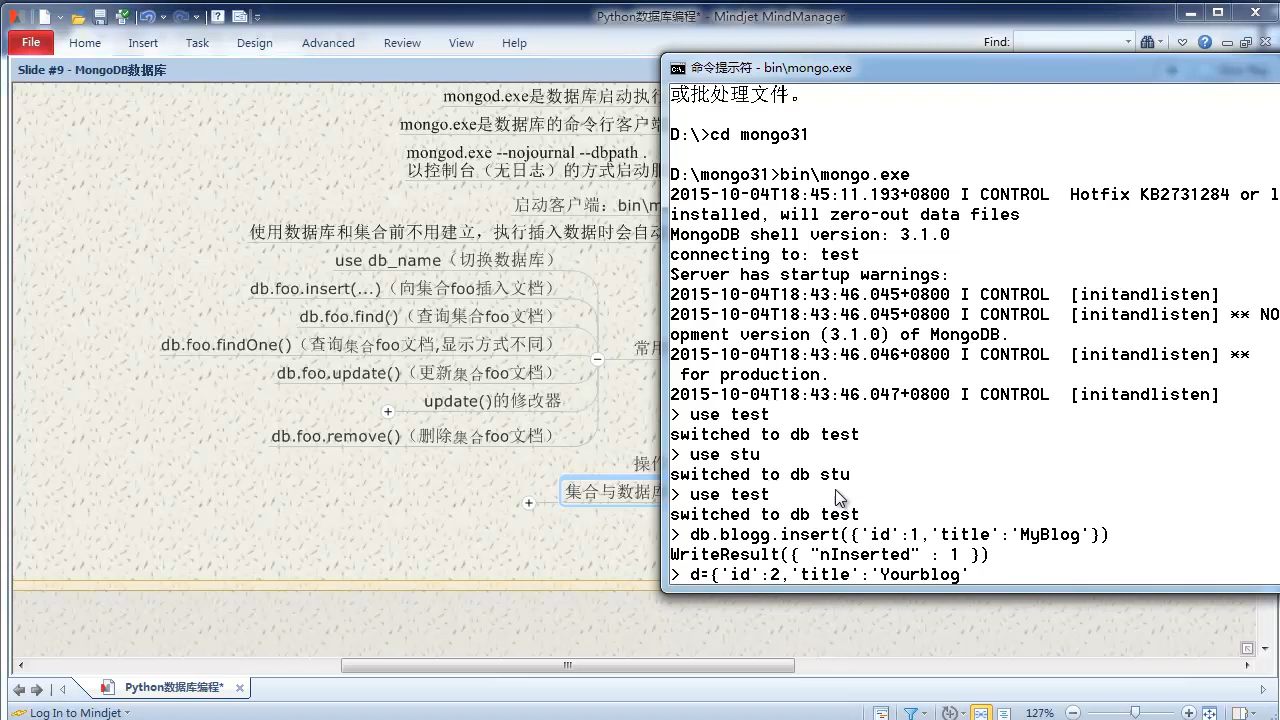 Python数据库编程* - Mindjet MindManager
File Home Insert Task Design Advanced Review View Help Find:
Slide #9 - MongoDB数据库
mongod.exe是数据库启动执行
mongo.exe是数据库的命令行客户端
mongod.exe --nojournal --dbpath .
以控制台（无日志）的方式启动服
启动客户端：bin\m
使用数据库和集合前不用建立，执行插入数据时会自动
use db_name（切换数据库）
db.foo.insert(...)（向集合foo插入文档）
db.foo.find()（查询集合foo文档）
db.foo.findOne()（查询集合foo文档,显示方式不同）
常用
db.foo.update()（更新集合foo文档）
update()的修改器
db.foo.remove()（删除集合foo文档）
操作
集合与数据库
命令提示符 - bin\mongo.exe
或批处理文件。
D:\>cd mongo31
D:\mongo31>bin\mongo.exe
2015-10-04T18:45:11.193+0800 I CONTROL  Hotfix KB2731284 or l
installed, will zero-out data files
MongoDB shell version: 3.1.0
connecting to: test
Server has startup warnings:
2015-10-04T18:43:46.045+0800 I CONTROL  [initandlisten]
2015-10-04T18:43:46.045+0800 I CONTROL  [initandlisten] ** NO
opment version (3.1.0) of MongoDB.
2015-10-04T18:43:46.046+0800 I CONTROL  [initandlisten] **
for production.
2015-10-04T18:43:46.047+0800 I CONTROL  [initandlisten]
> use test
switched to db test
> use stu
switched to db stu
> use test
switched to db test
> db.blogg.insert({'id':1,'title':'MyBlog'})
WriteResult({ "nInserted" : 1 })
> d={'id':2,'title':'Yourblog'
Python数据库编程*
Log In to Mindjet
127%